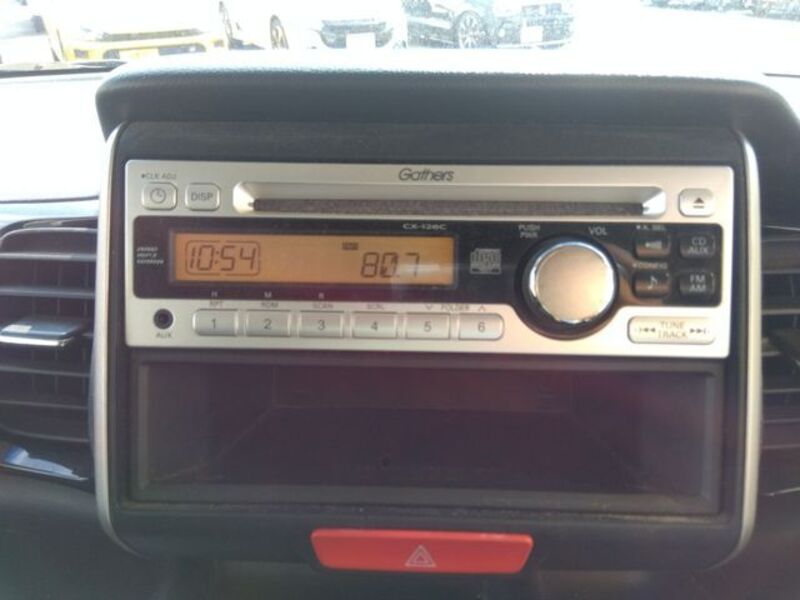 Gathers
CLK ADJ
DISP
CX-128C
PUSH PWR
VOL
10:54
80.7
CD AUX
FM AM
AUX
RPT RDM SCAN SCRL FOLDER
1 2 3 4 5 6
TUNE
TRACK